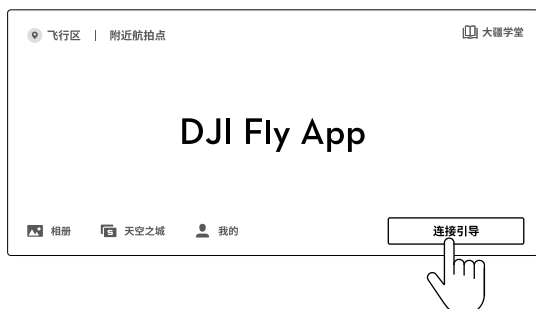 飞行区 | 附近航拍点
大疆学堂
DJI Fly App
相册 天空之城 我的
连接引导